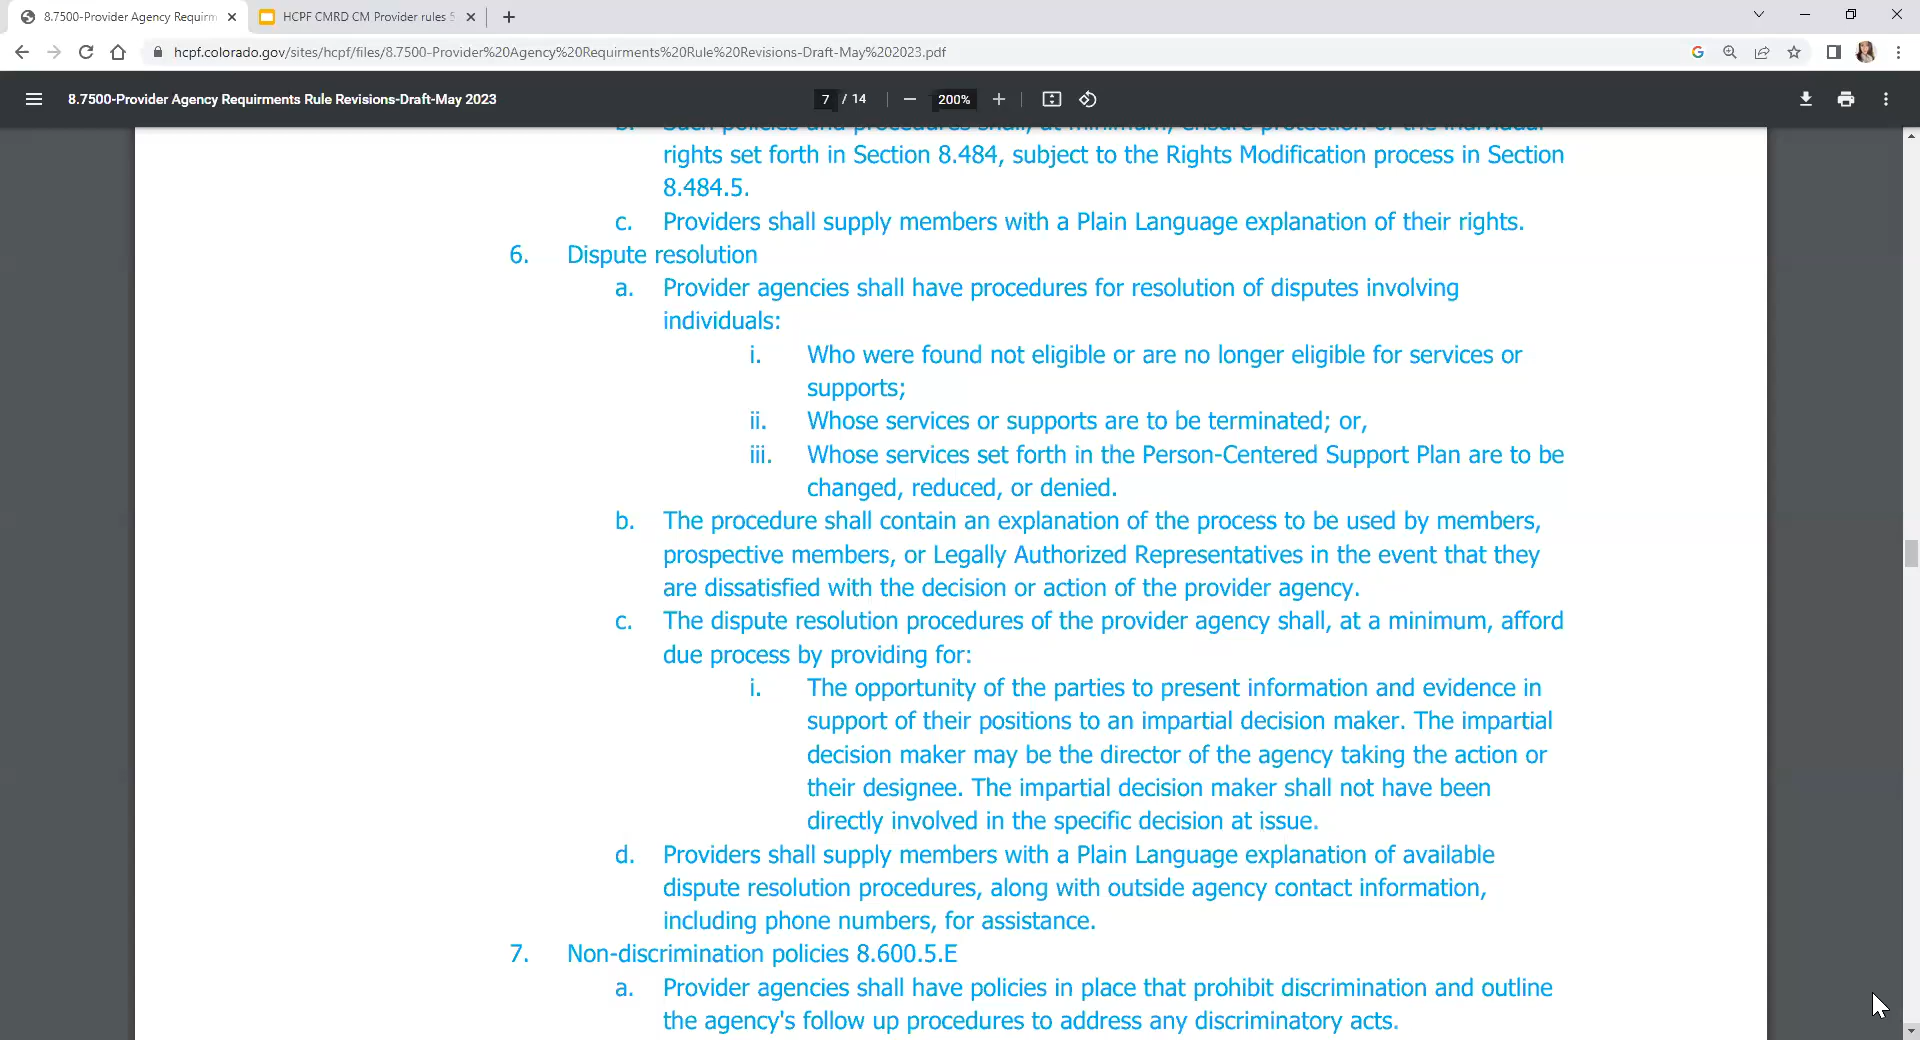 8.7500-Provider Agency Requirm
HCPF CMRD CM Provider rules 5
hcpf.colorado.gov/sites/hcpf/files/8.7500-Provider%20Agency%20Requirments%20Rule%20Revisions-Draft-May%202023.pdf
8.7500-Provider Agency Requirments Rule Revisions-Draft-May 2023
7 / 14
200%
b. Such policies and procedures shall, at minimum, ensure protection of the individual
rights set forth in Section 8.484, subject to the Rights Modification process in Section
8.484.5.
c. Providers shall supply members with a Plain Language explanation of their rights.
6. Dispute resolution
a. Provider agencies shall have procedures for resolution of disputes involving
individuals:
i. Who were found not eligible or are no longer eligible for services or
supports;
ii. Whose services or supports are to be terminated; or,
iii. Whose services set forth in the Person-Centered Support Plan are to be
changed, reduced, or denied.
b. The procedure shall contain an explanation of the process to be used by members,
prospective members, or Legally Authorized Representatives in the event that they
are dissatisfied with the decision or action of the provider agency.
c. The dispute resolution procedures of the provider agency shall, at a minimum, afford
due process by providing for:
i. The opportunity of the parties to present information and evidence in
support of their positions to an impartial decision maker. The impartial
decision maker may be the director of the agency taking the action or
their designee. The impartial decision maker shall not have been
directly involved in the specific decision at issue.
d. Providers shall supply members with a Plain Language explanation of available
dispute resolution procedures, along with outside agency contact information,
including phone numbers, for assistance.
7. Non-discrimination policies 8.600.5.E
a. Provider agencies shall have policies in place that prohibit discrimination and outline
the agency's follow up procedures to address any discriminatory acts.